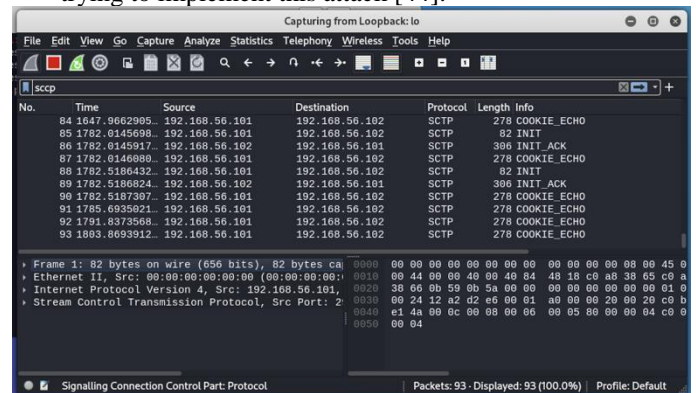 trying to implement this attack [44].
Capturing from Loopback: lo
File Edit View Go Capture Analyze Statistics Telephony Wireless Tools Help
sccp
No. Time Source Destination Protocol Length Info
84 1647.9662905… 192.168.56.101 192.168.56.102 SCTP 278 COOKIE_ECHO
85 1782.0145698… 192.168.56.101 192.168.56.102 SCTP 82 INIT
86 1782.0145917… 192.168.56.102 192.168.56.101 SCTP 306 INIT_ACK
87 1782.0146080… 192.168.56.101 192.168.56.102 SCTP 278 COOKIE_ECHO
88 1782.5186432… 192.168.56.101 192.168.56.102 SCTP 82 INIT
89 1782.5186824… 192.168.56.102 192.168.56.101 SCTP 306 INIT_ACK
90 1782.5187307… 192.168.56.101 192.168.56.102 SCTP 278 COOKIE_ECHO
91 1785.6935021… 192.168.56.101 192.168.56.102 SCTP 278 COOKIE_ECHO
92 1791.8373568… 192.168.56.101 192.168.56.102 SCTP 278 COOKIE_ECHO
93 1803.8693912… 192.168.56.101 192.168.56.102 SCTP 278 COOKIE_ECHO
Frame 1: 82 bytes on wire (656 bits), 82 bytes ca
Ethernet II, Src: 00:00:00:00:00:00 (00:00:00:00:
Internet Protocol Version 4, Src: 192.168.56.101,
Stream Control Transmission Protocol, Src Port: 2
0000 00 00 00 00 00 00 00 00 00 00 00 00 08 00 45 0
0010 00 44 00 00 40 00 40 84 48 18 c0 a8 38 65 c0 a
0020 38 66 0b 59 0b 5a 00 00 00 00 00 00 00 00 01 0
0030 00 24 12 a2 d2 e6 00 01 a0 00 00 20 00 20 c0 b
0040 e1 4a 00 0c 00 08 00 06 00 05 80 00 00 04 c0 0
0050 00 04
Signalling Connection Control Part: Protocol
Packets: 93 · Displayed: 93 (100.0%)
Profile: Default